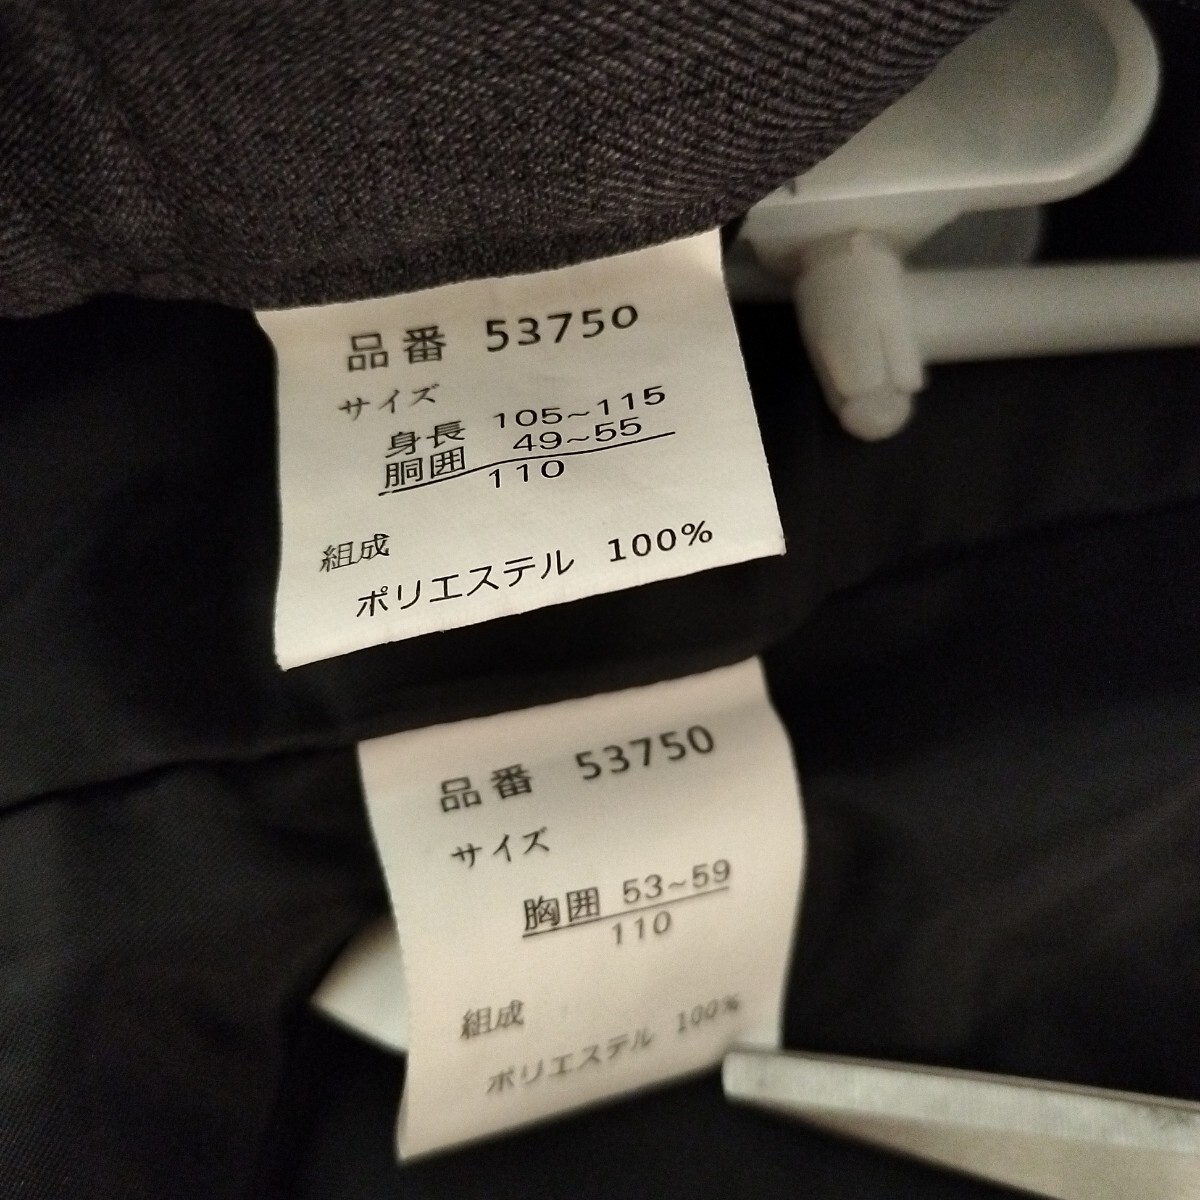 品番 53750
サイズ
身長 105~115
胴囲 49~55
110
組成
ポリエステル 100%
品番 53750
サイズ
胸囲 53~59
110
組成
ポリエステル 100%